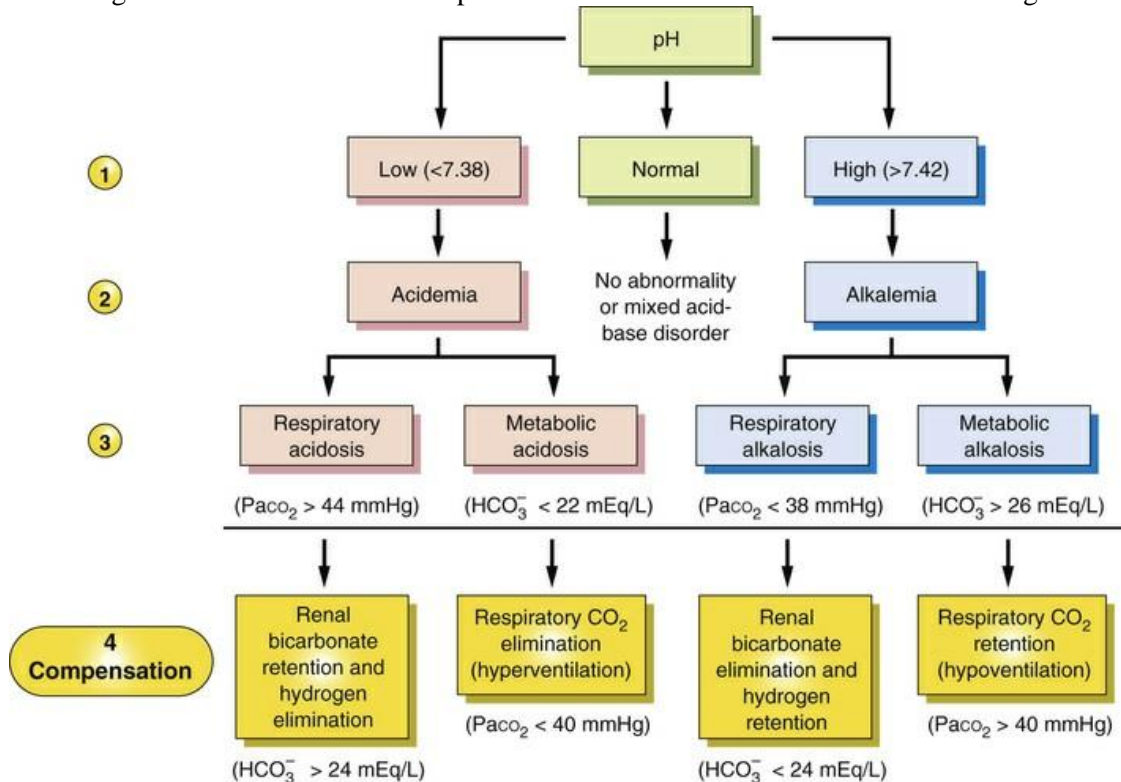 pH
1
Low (<7.38)
Normal
High (>7.42)
2
Acidemia
No abnormality
or mixed acid-
base disorder
Alkalemia
3
Respiratory
acidosis
Metabolic
acidosis
Respiratory
alkalosis
Metabolic
alkalosis
(PaCO₂ > 44 mmHg)
(HCO₃⁻ < 22 mEq/L)
(PaCO₂ < 38 mmHg)
(HCO₃⁻ > 26 mEq/L)
4
Compensation
Renal
bicarbonate
retention and
hydrogen
elimination
(HCO₃⁻ > 24 mEq/L)
Respiratory CO₂
elimination
(hyperventilation)
(PaCO₂ < 40 mmHg)
Renal
bicarbonate
elimination and
hydrogen
retention
(HCO₃⁻ < 24 mEq/L)
Respiratory CO₂
retention
(hypoventilation)
(PaCO₂ > 40 mmHg)